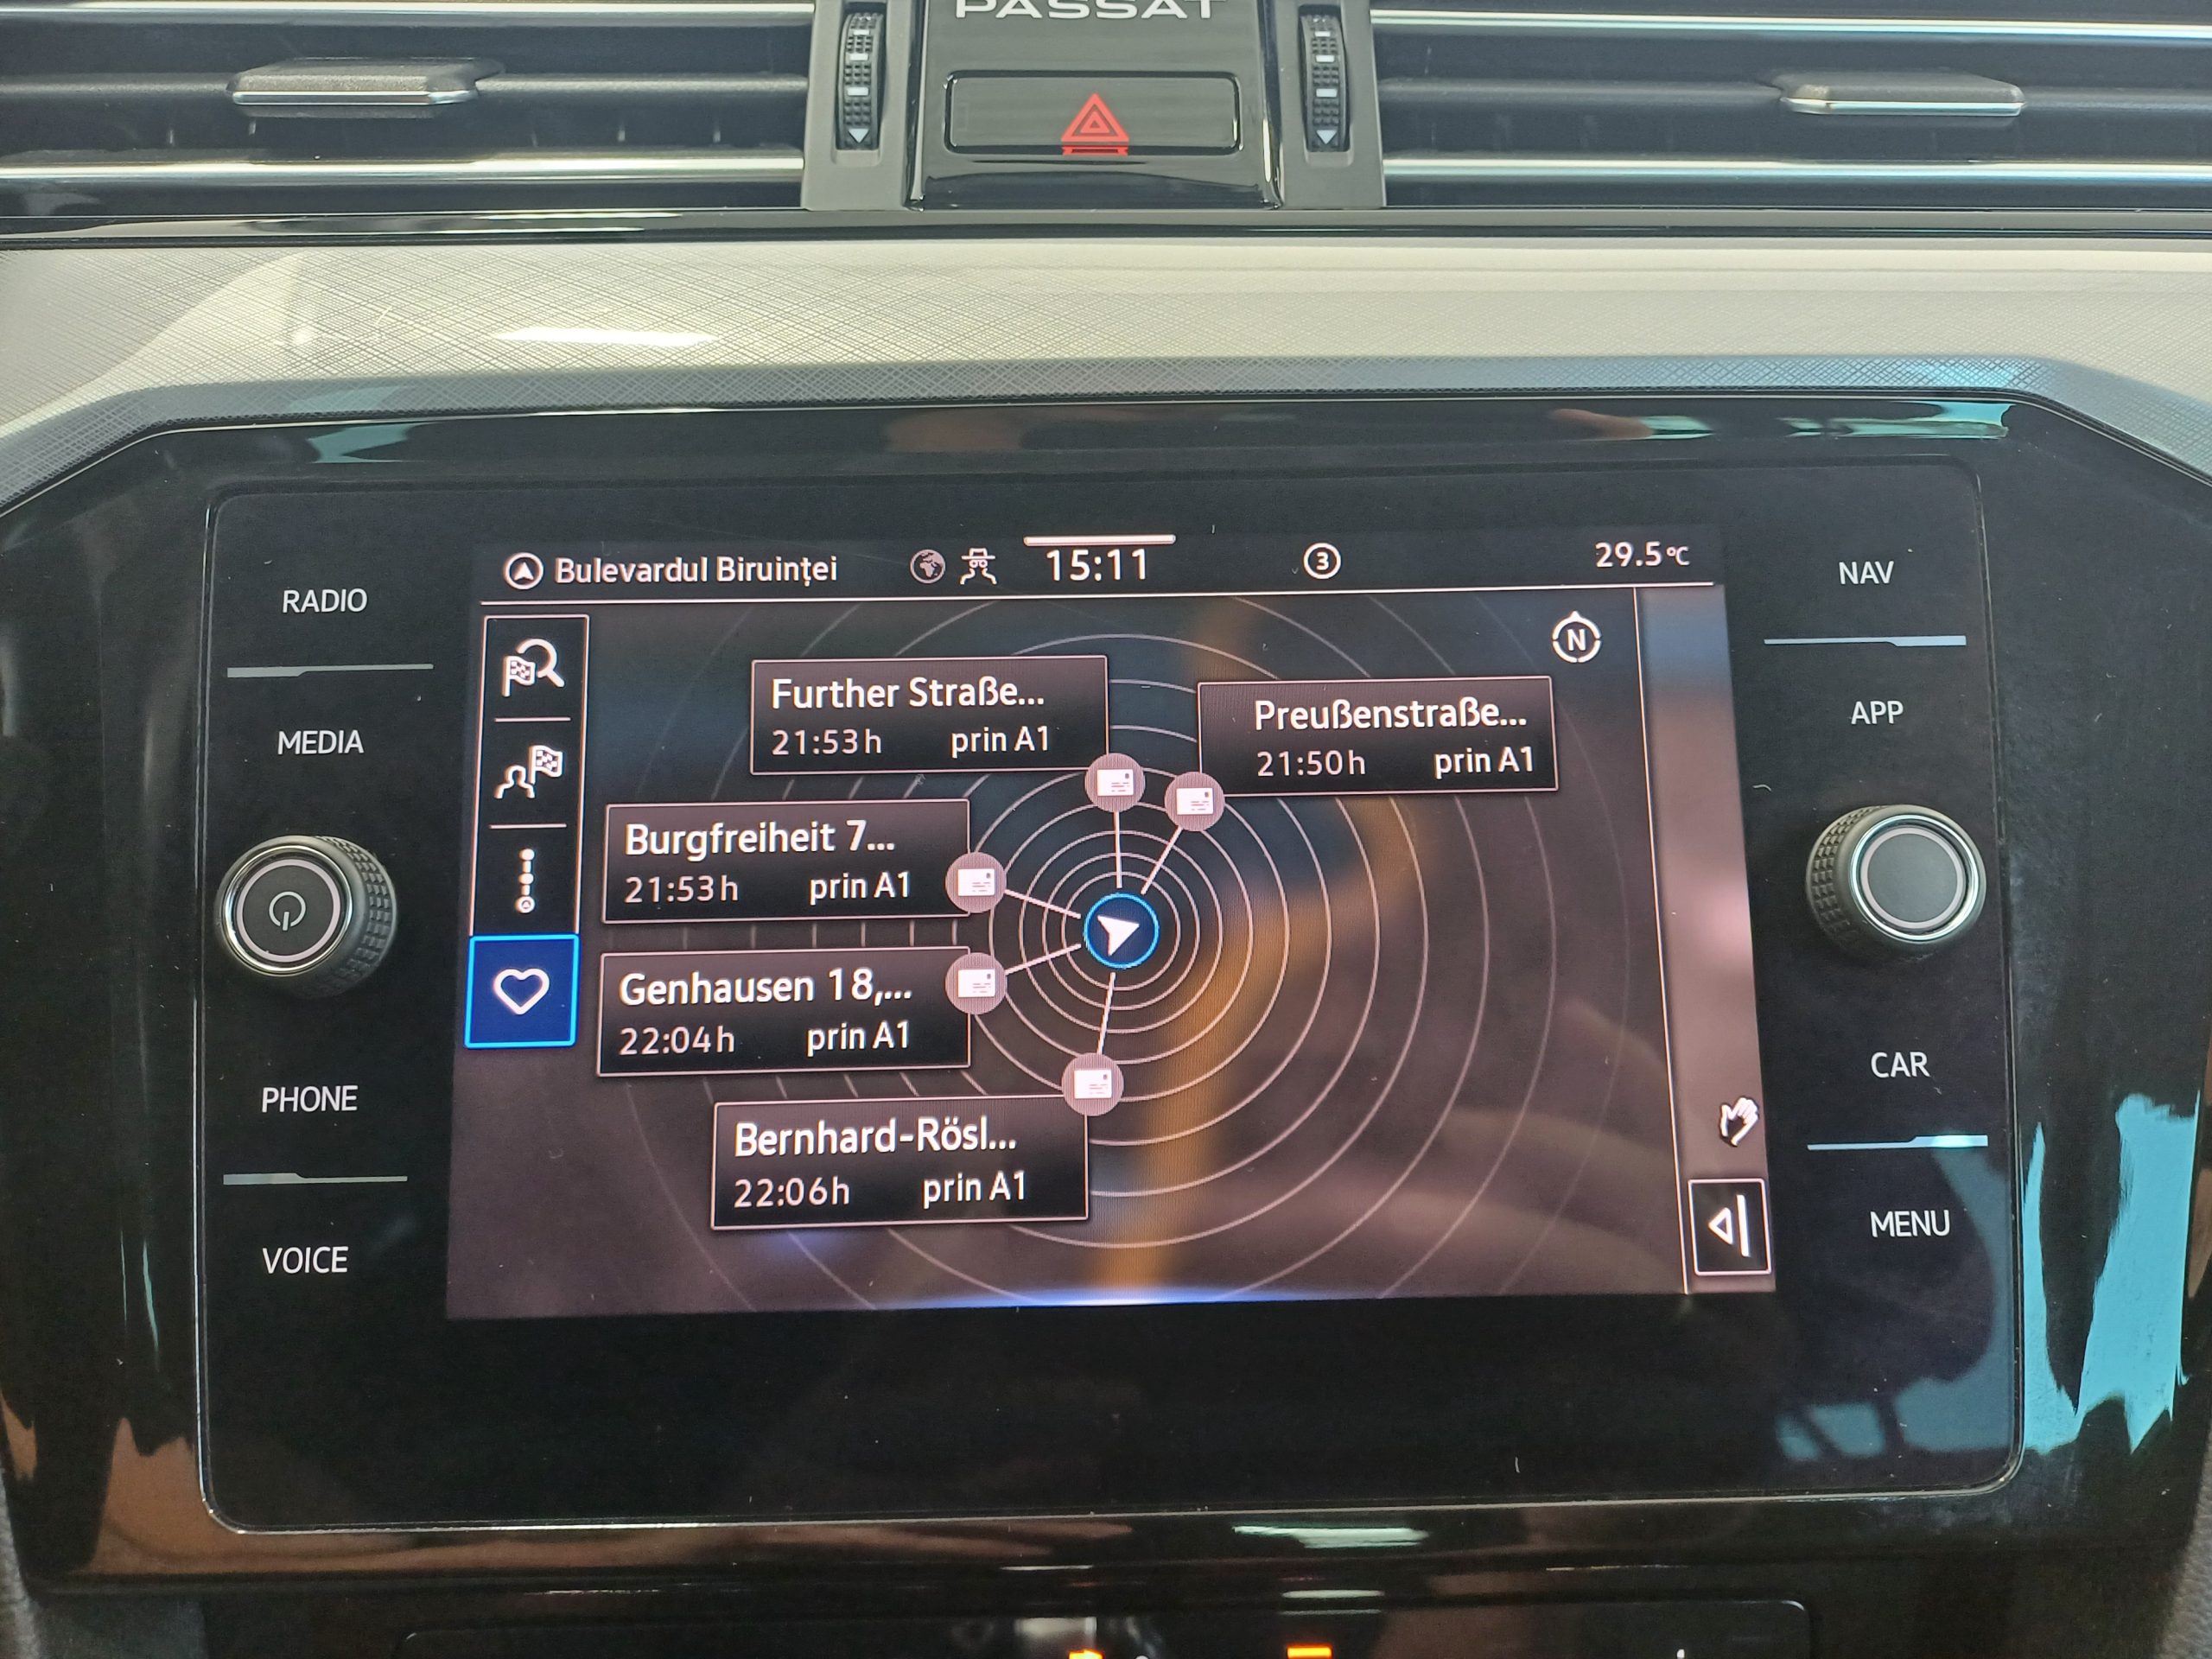 PASSAT
Bulevardul Biruinței 15:11 3 29.5°C
RADIO
MEDIA
PHONE
VOICE
N
Further Straße...
21:53h prin A1
Preußenstraße...
21:50h prin A1
Burgfreiheit 7...
21:53h prin A1
Genhausen 18,...
22:04h prin A1
Bernhard-Rösl...
22:06h prin A1
NAV
APP
CAR
MENU